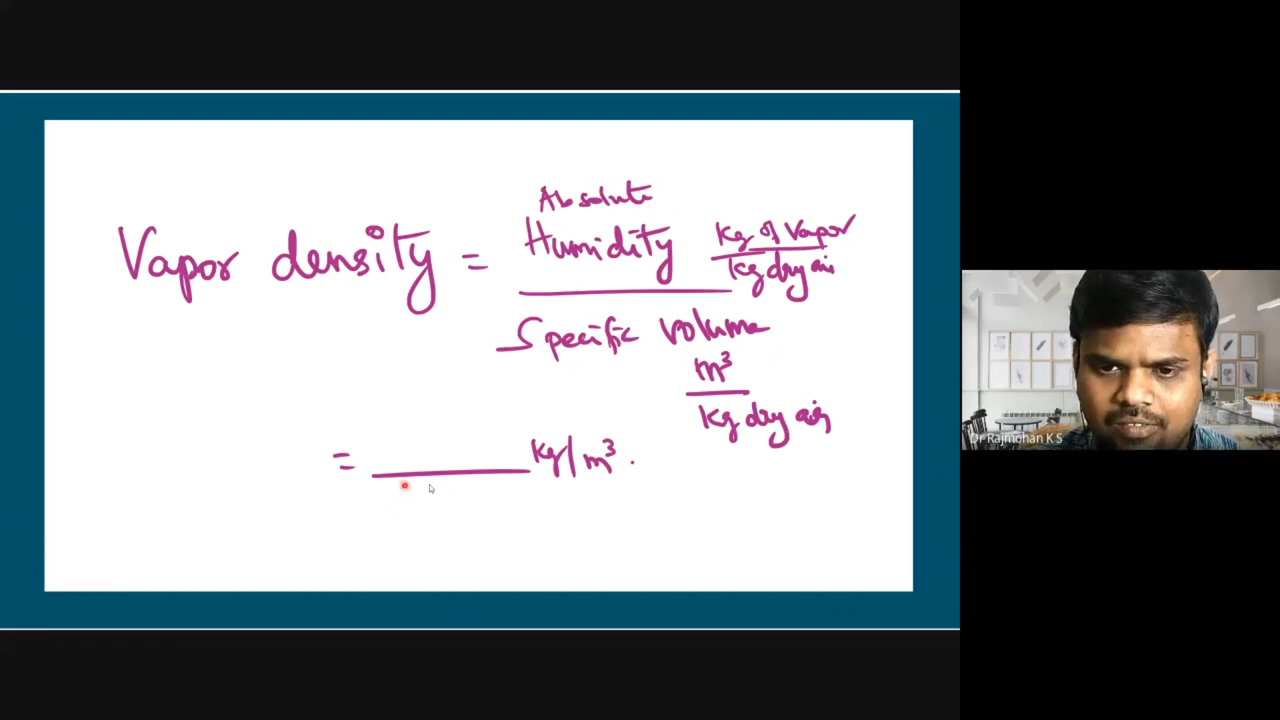 Absolute
Vapor density = Humidity Kg of Vapor
Kg dry air
Specific volume
m³
Kg dry air
= Kg/m³.
Dr Rajmohan K S